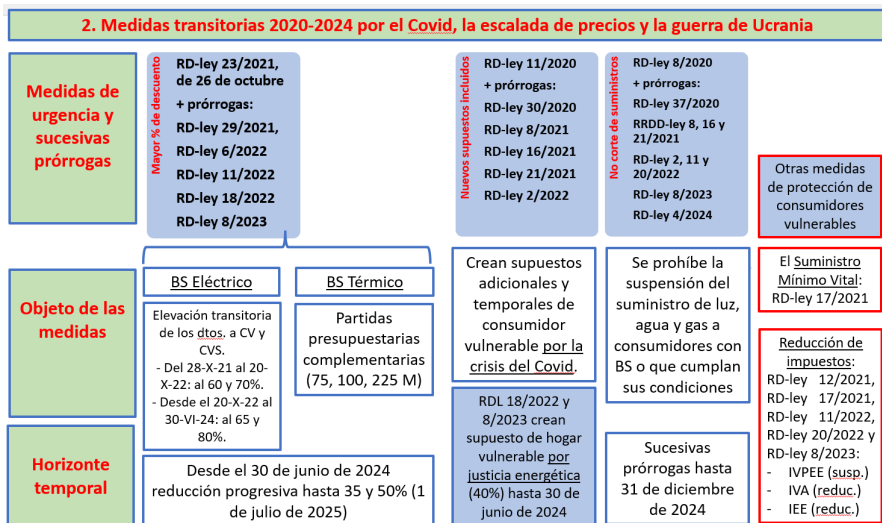 2. Medidas transitorias 2020-2024 por el Covid, la escalada de precios y la guerra de Ucrania
Medidas de
urgencia y
sucesivas
prórrogas
Mayor % de descuento
RD-ley 23/2021,
de 26 de octubre
+ prórrogas:
RD-ley 29/2021,
RD-ley 6/2022
RD-ley 11/2022
RD-ley 18/2022
RD-ley 8/2023
Nuevos supuestos incluidos
RD-ley 11/2020
+ prórrogas:
RD-ley 30/2020
RD-ley 8/2021
RD-ley 16/2021
RD-ley 21/2021
RD-ley 2/2022
No corte de suministros
RD-ley 8/2020
+ prórrogas:
RD-ley 37/2020
RRDD-ley 8, 16 y
21/2021
RD-ley 2, 11 y
20/2022
RD-ley 8/2023
RD-ley 4/2024
Otras medidas
de protección de
consumidores
vulnerables
Objeto de las
medidas
BS Eléctrico
Elevación transitoria
de los dtos. a CV y
CVS.
- Del 28-X-21 al 20-
X-22: al 60 y 70%.
- Desde el 20-X-22 al
30-VI-24: al 65 y
80%.
BS Térmico
Partidas
presupuestarias
complementarias
(75, 100, 225 M)
Crean supuestos
adicionales y
temporales de
consumidor
vulnerable por la
crisis del Covid.
Se prohíbe la
suspensión del
suministro de luz,
agua y gas a
consumidores con
BS o que cumplan
sus condiciones
El Suministro
Mínimo Vital:
RD-ley 17/2021
Reducción de
impuestos:
RD-ley 12/2021,
RD-ley 17/2021,
RD-ley 11/2022,
RD-ley 20/2022 y
RD-ley 8/2023:
- IVPEE (susp.)
- IVA (reduc.)
- IEE (reduc.)
Horizonte
temporal
Desde el 30 de junio de 2024
reducción progresiva hasta 35 y 50% (1
de julio de 2025)
RDL 18/2022 y
8/2023 crean
supuesto de hogar
vulnerable por
justicia energética
(40%) hasta 30 de
junio de 2024
Sucesivas
prórrogas hasta
31 de diciembre
de 2024